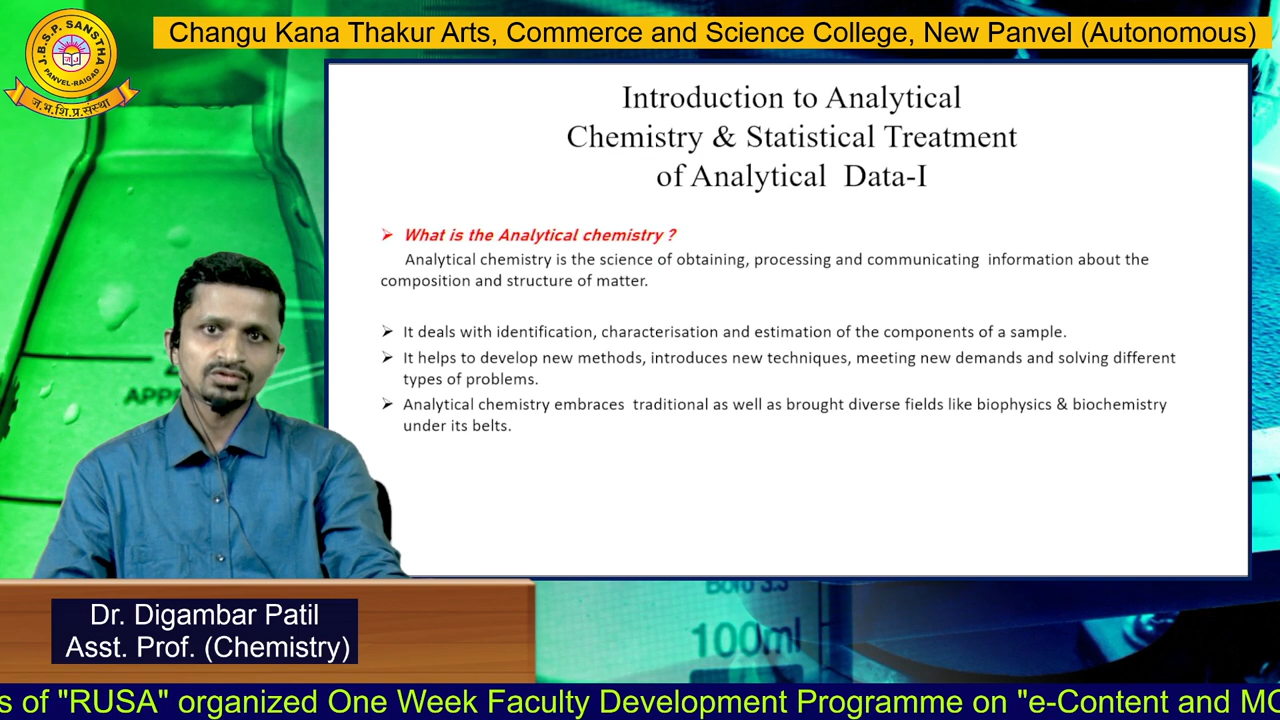 J.B.S.P. SANSTHA
PANVEL-RAIGAD
ज.भ.शि.प्र.संस्था
Changu Kana Thakur Arts, Commerce and Science College, New Panvel (Autonomous)
Introduction to Analytical
Chemistry & Statistical Treatment
of Analytical Data-I
➢ What is the Analytical chemistry ?
Analytical chemistry is the science of obtaining, processing and communicating information about the
composition and structure of matter.
➢ It deals with identification, characterisation and estimation of the components of a sample.
➢ It helps to develop new methods, introduces new techniques, meeting new demands and solving different
types of problems.
➢ Analytical chemistry embraces traditional as well as brought diverse fields like biophysics & biochemistry
under its belts.
100ml
Dr. Digambar Patil
Asst. Prof. (Chemistry)
s of "RUSA" organized One Week Faculty Development Programme on "e-Content and MO